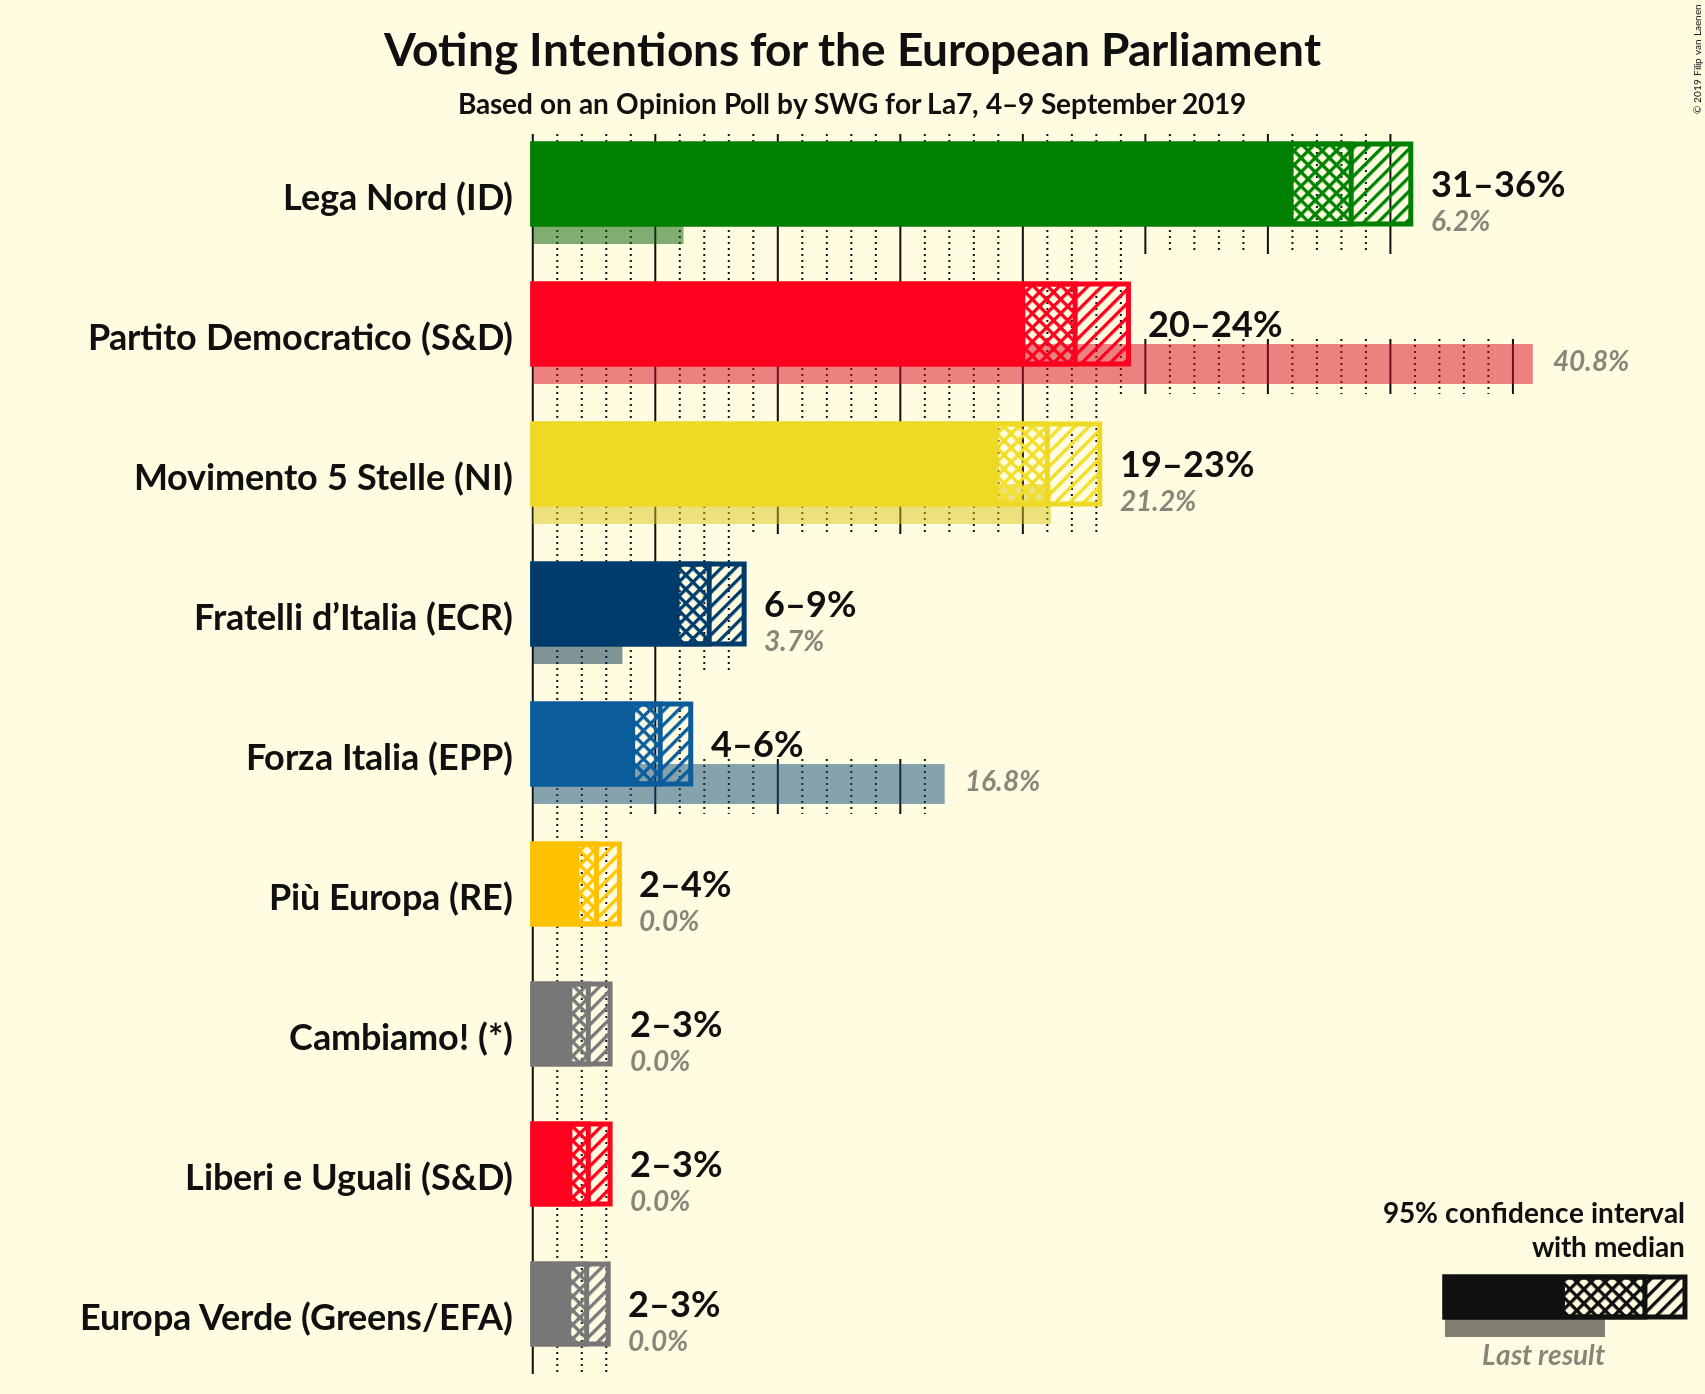 Voting Intentions for the European Parliament
Based on an Opinion Poll by SWG for La7, 4–9 September 2019
© 2019 Filip van Laenen
Lega Nord (ID)
31–36%
6.2%
Partito Democratico (S&D)
20–24%
40.8%
Movimento 5 Stelle (NI)
19–23%
21.2%
Fratelli d’Italia (ECR)
6–9%
3.7%
Forza Italia (EPP)
4–6%
16.8%
Più Europa (RE)
2–4%
0.0%
Cambiamo! (*)
2–3%
0.0%
Liberi e Uguali (S&D)
2–3%
0.0%
Europa Verde (Greens/EFA)
2–3%
0.0%
95% confidence interval
with median
Last result